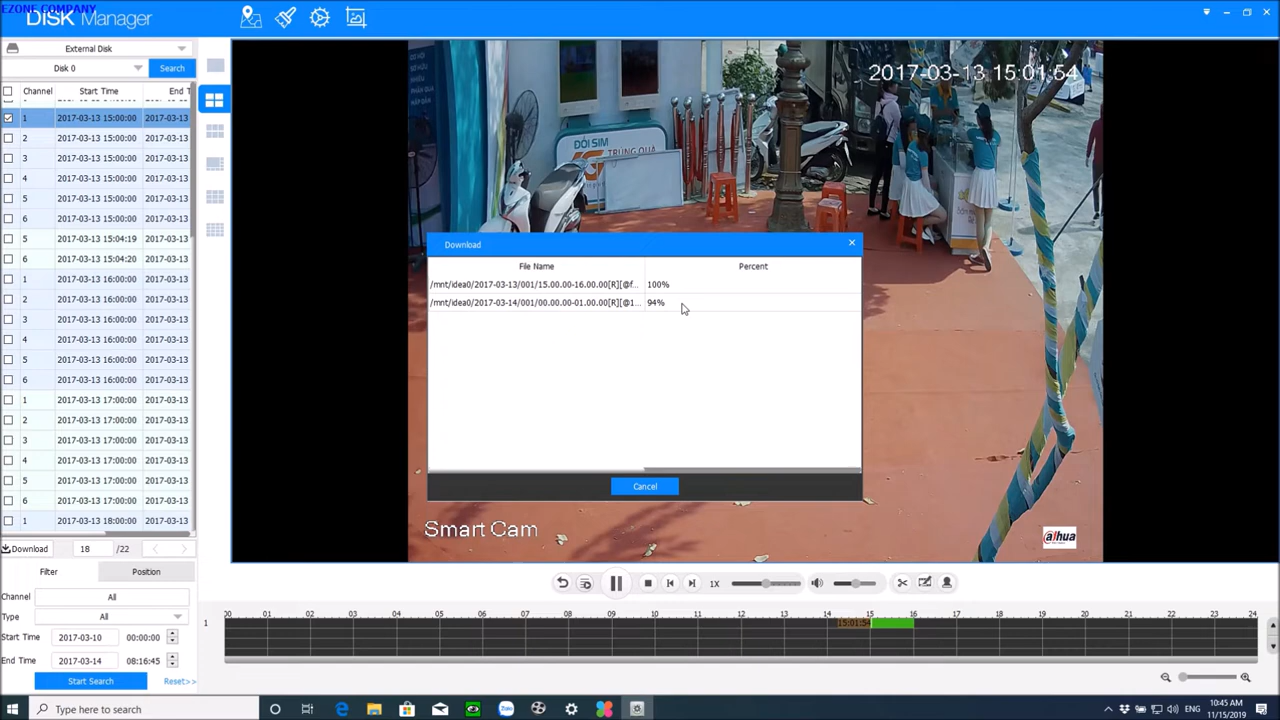 EZONE COMPANY
DISK Manager
External Disk
Disk 0
Search
Channel Start Time End T
1 2017-03-13 15:00:00 2017-03-13
2 2017-03-13 15:00:00 2017-03-13
3 2017-03-13 15:00:00 2017-03-13
4 2017-03-13 15:00:00 2017-03-13
5 2017-03-13 15:00:00 2017-03-13
6 2017-03-13 15:00:00 2017-03-13
5 2017-03-13 15:04:19 2017-03-13
6 2017-03-13 15:04:20 2017-03-13
1 2017-03-13 16:00:00 2017-03-13
2 2017-03-13 16:00:00 2017-03-13
3 2017-03-13 16:00:00 2017-03-13
4 2017-03-13 16:00:00 2017-03-13
5 2017-03-13 16:00:00 2017-03-13
6 2017-03-13 16:00:00 2017-03-13
1 2017-03-13 17:00:00 2017-03-13
2 2017-03-13 17:00:00 2017-03-13
3 2017-03-13 17:00:00 2017-03-13
4 2017-03-13 17:00:00 2017-03-13
5 2017-03-13 17:00:00 2017-03-13
6 2017-03-13 17:00:00 2017-03-13
1 2017-03-13 18:00:00 2017-03-13
Download 18 /22
Filter Position
Channel All
Type All
Start Time 2017-03-10 00:00:00
End Time 2017-03-14 08:16:45
Start Search Reset>>
2017-03-13 15:01:54
ĐỔI SIM
TRUNG QUẢ
Download
File Name Percent
/mnt/idea0/2017-03-13/001/15.00.00-16.00.00[R][@f... 100%
/mnt/idea0/2017-03-14/001/00.00.00-01.00.00[R][@1... 94%
Cancel
Smart Cam
alhua
1X
00 01 02 03 04 05 06 07 08 09 10 11 12 13 14 15 16 17 18 19 20 21 22 23 24
1 15:01:54
Type here to search
ENG
10:45 AM
11/15/2019